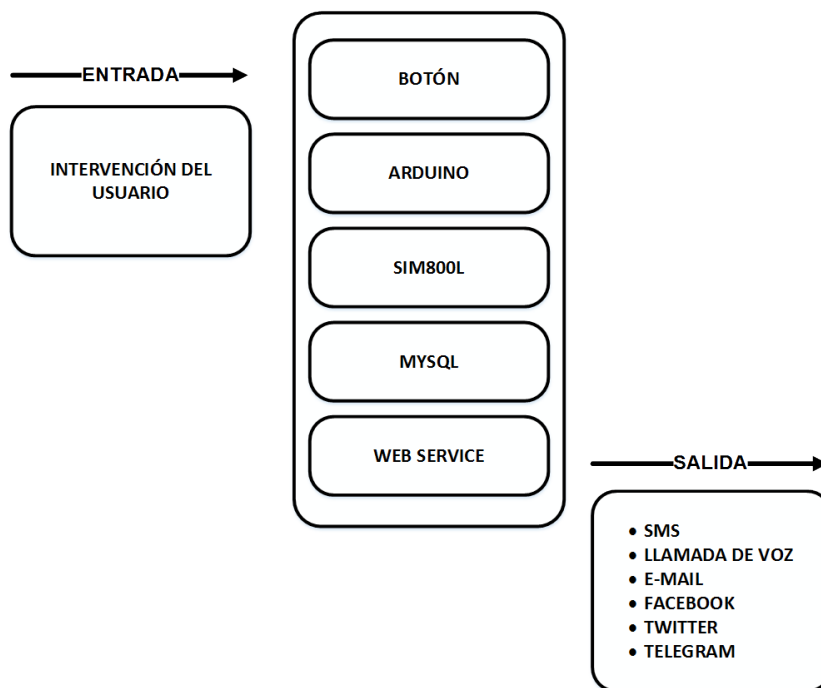 ENTRADA
INTERVENCIÓN DEL
USUARIO
BOTÓN
ARDUINO
SIM800L
MYSQL
WEB SERVICE
SALIDA
• SMS
• LLAMADA DE VOZ
• E-MAIL
• FACEBOOK
• TWITTER
• TELEGRAM